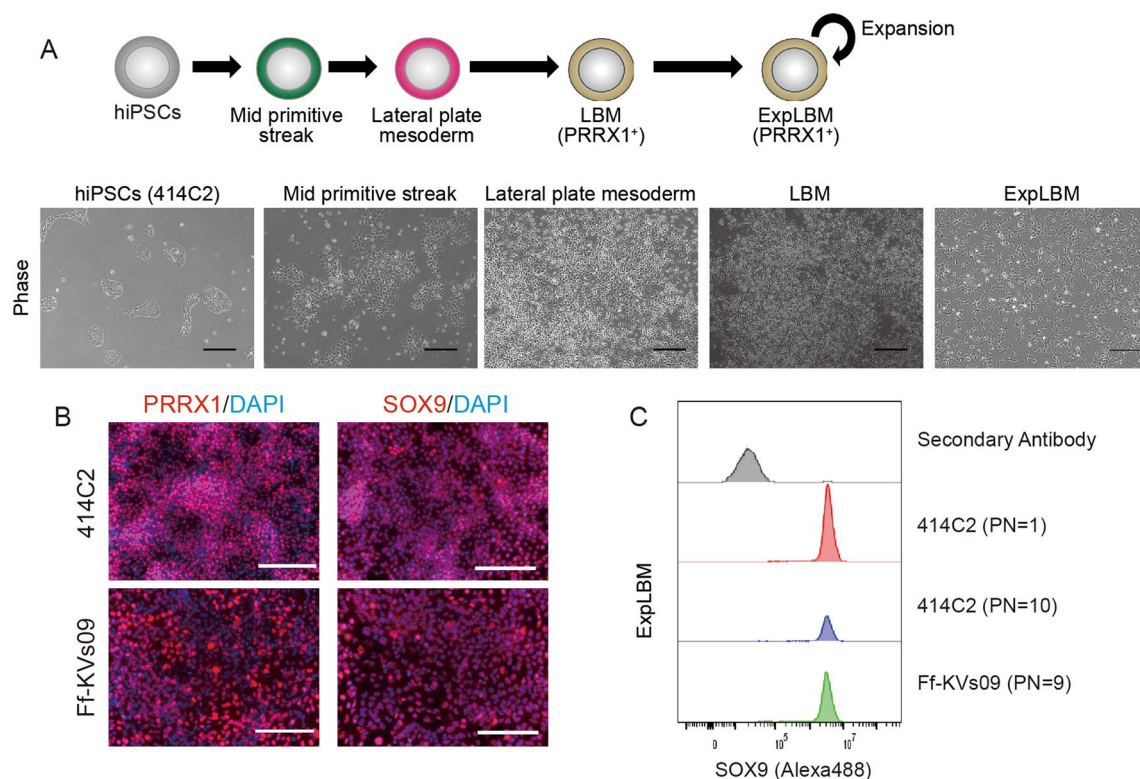 A
Expansion
hiPSCs
Mid primitive
streak
Lateral plate
mesoderm
LBM
(PRRX1⁺)
ExpLBM
(PRRX1⁺)
hiPSCs (414C2)
Mid primitive streak
Lateral plate mesoderm
LBM
ExpLBM
Phase
B
PRRX1/DAPI
SOX9/DAPI
414C2
Ff-KVs09
C
Secondary Antibody
414C2 (PN=1)
414C2 (PN=10)
Ff-KVs09 (PN=9)
ExpLBM
0
10⁵
10⁷
SOX9 (Alexa488)